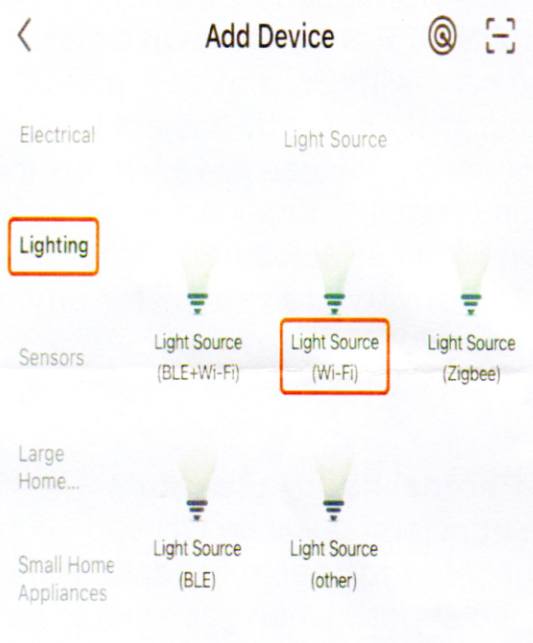 Add Device
Electrical
Light Source
Lighting
Light Source
(BLE+Wi-Fi)
Light Source
(Wi-Fi)
Light Source
(Zigbee)
Sensors
Large
Home...
Light Source
(BLE)
Light Source
(other)
Small Home
Appliances